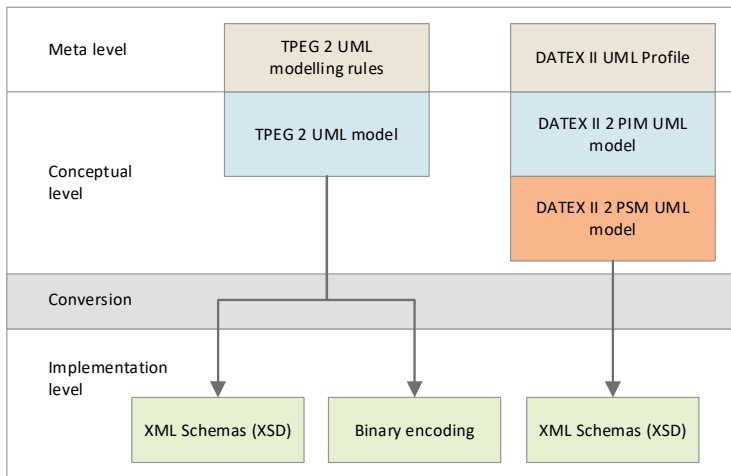 Meta level
TPEG 2 UML
modelling rules
DATEX II UML Profile
Conceptual
level
TPEG 2 UML model
DATEX II 2 PIM UML
model
DATEX II 2 PSM UML
model
Conversion
Implementation
level
XML Schemas (XSD)
Binary encoding
XML Schemas (XSD)